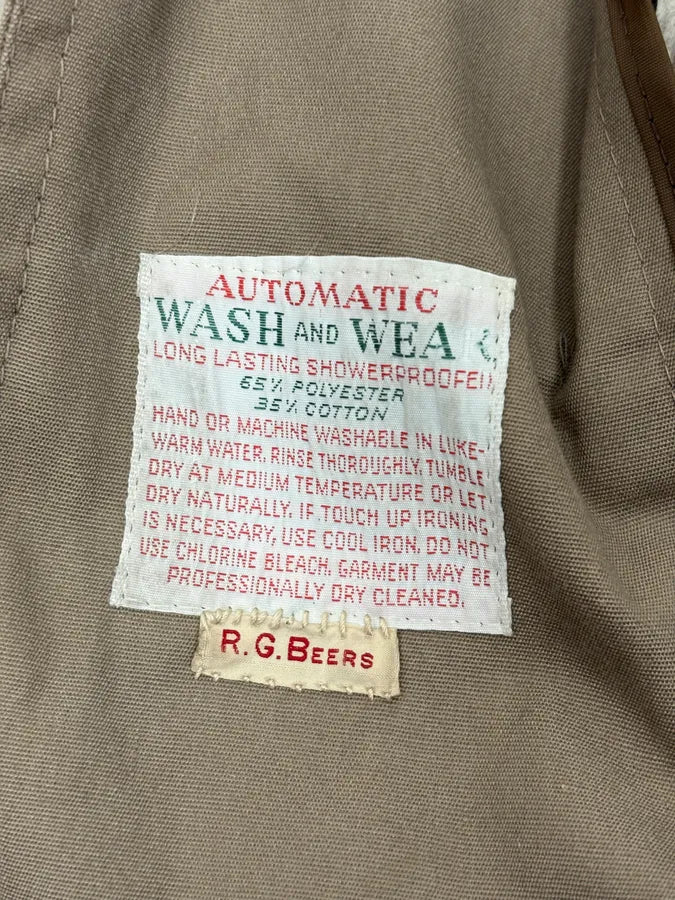 AUTOMATIC
WASH AND WEA
LONG LASTING SHOWERPROOFED
65% POLYESTER
35% COTTON
HAND OR MACHINE WASHABLE IN LUKE-
WARM WATER. RINSE THOROUGHLY, TUMBLE
DRY AT MEDIUM TEMPERATURE OR LET
DRY NATURALLY. IF TOUCH UP IRONING
IS NECESSARY, USE COOL IRON. DO NOT
USE CHLORINE BLEACH. GARMENT MAY BE
PROFESSIONALLY DRY CLEANED.
R.G.BEERS